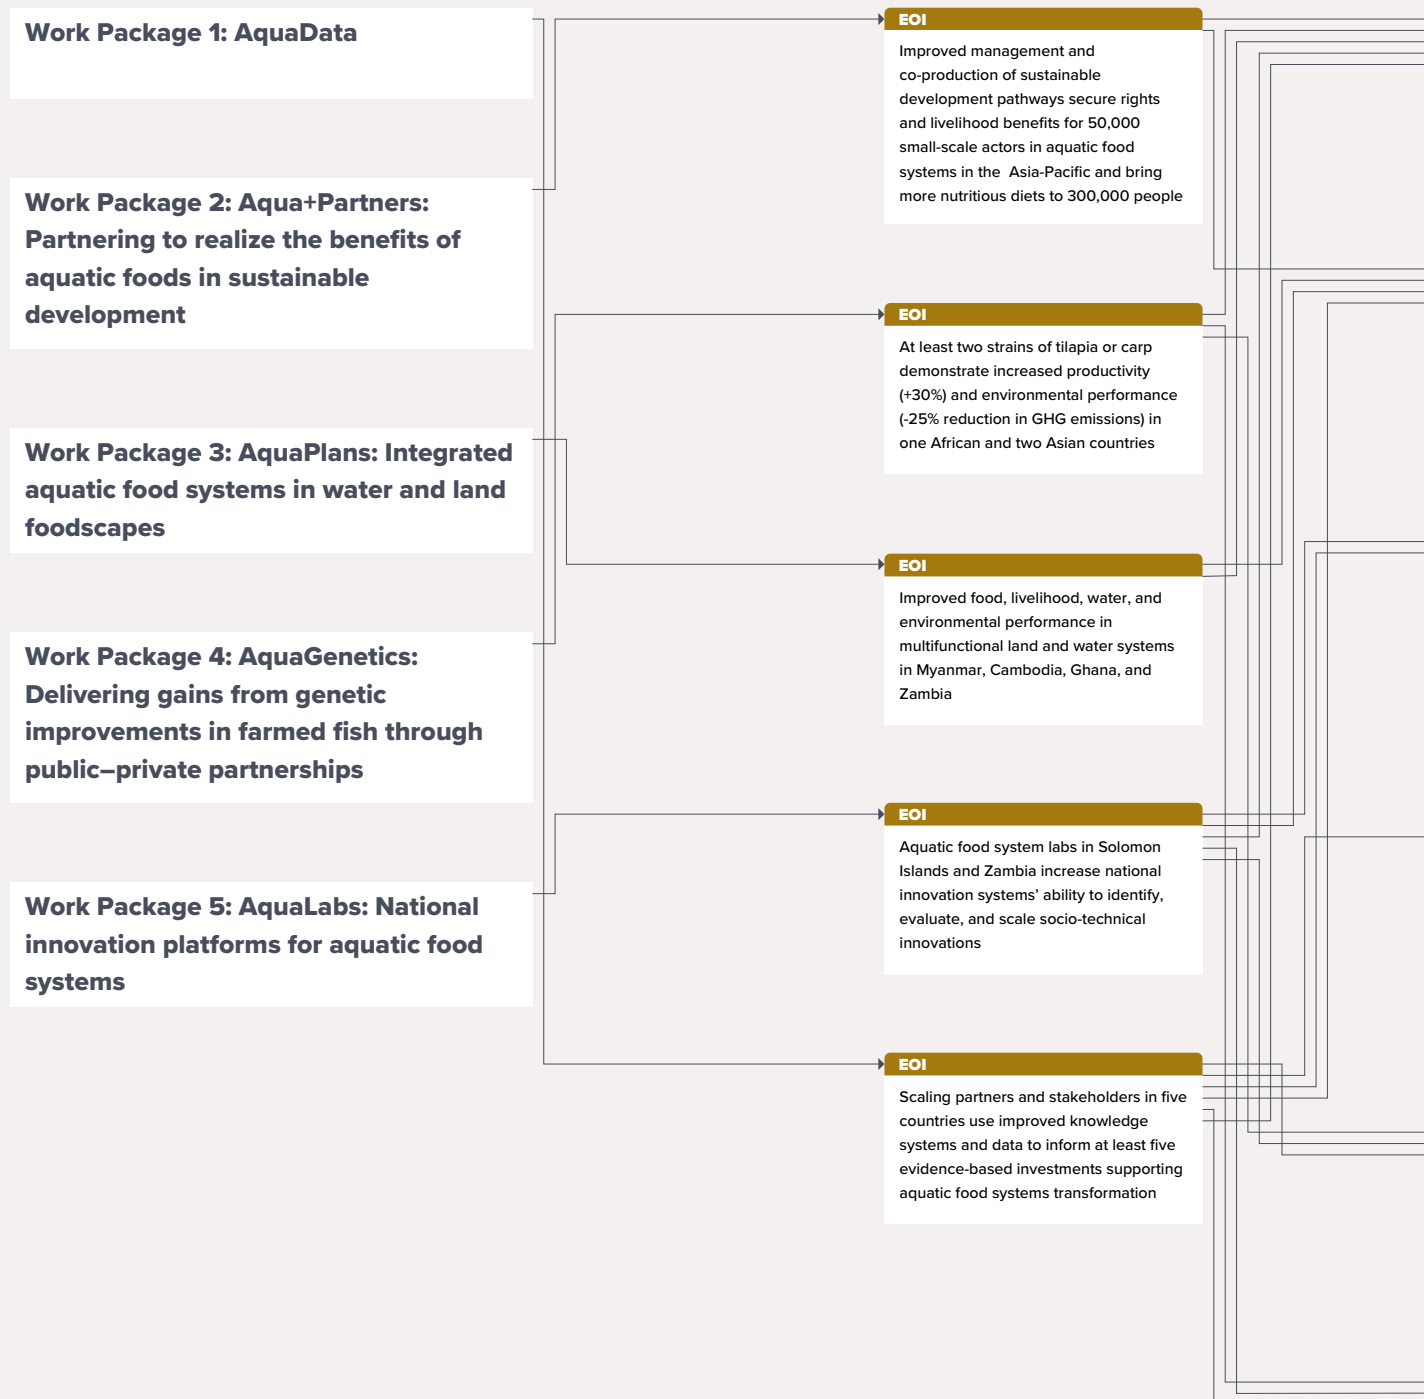 Work Package 1: AquaData
Work Package 2: Aqua+Partners:
Partnering to realize the benefits of
aquatic foods in sustainable
development
Work Package 3: AquaPlans: Integrated
aquatic food systems in water and land
foodscapes
Work Package 4: AquaGenetics:
Delivering gains from genetic
improvements in farmed fish through
public–private partnerships
Work Package 5: AquaLabs: National
innovation platforms for aquatic food
systems
EOI
Improved management and
co-production of sustainable
development pathways secure rights
and livelihood benefits for 50,000
small-scale actors in aquatic food
systems in the Asia-Pacific and bring
more nutritious diets to 300,000 people
EOI
At least two strains of tilapia or carp
demonstrate increased productivity
(+30%) and environmental performance
(-25% reduction in GHG emissions) in
one African and two Asian countries
EOI
Improved food, livelihood, water, and
environmental performance in
multifunctional land and water systems
in Myanmar, Cambodia, Ghana, and
Zambia
EOI
Aquatic food system labs in Solomon
Islands and Zambia increase national
innovation systems’ ability to identify,
evaluate, and scale socio-technical
innovations
EOI
Scaling partners and stakeholders in five
countries use improved knowledge
systems and data to inform at least five
evidence-based investments supporting
aquatic food systems transformation